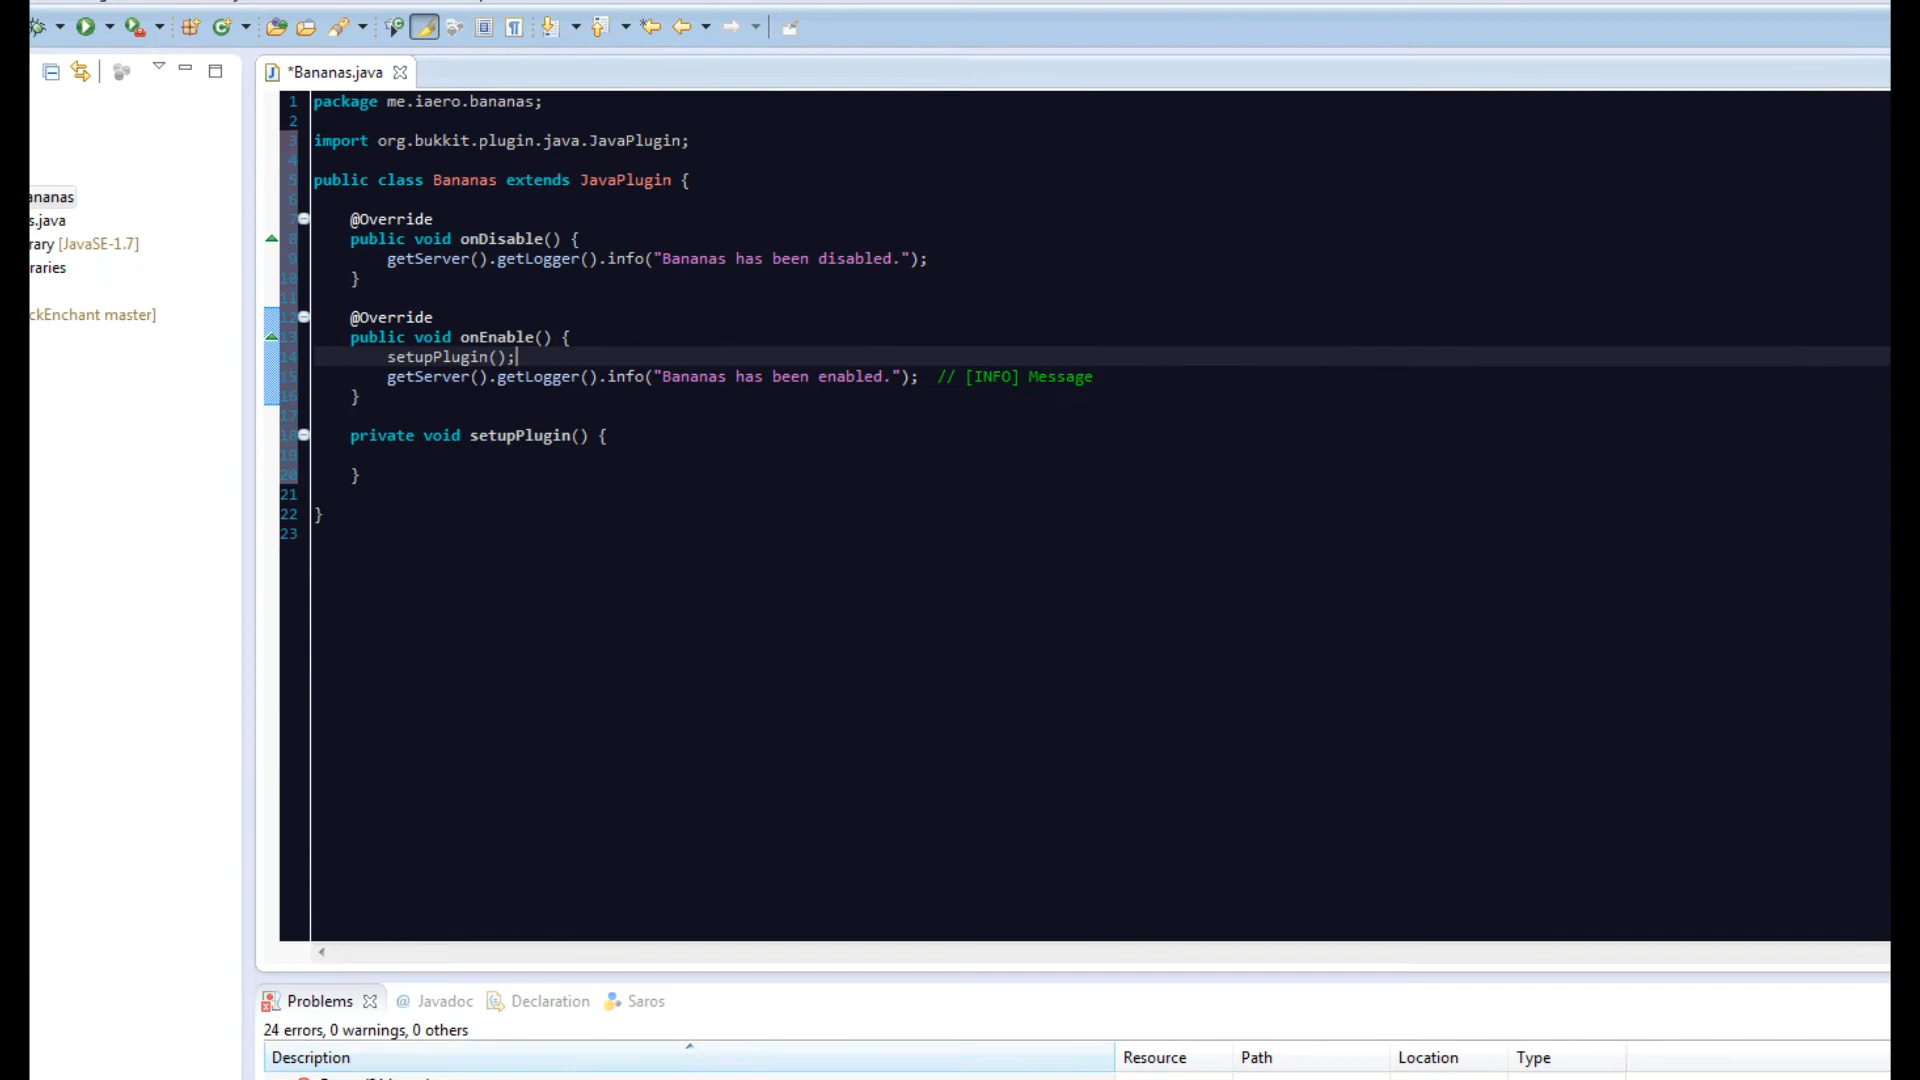 *Bananas.java
ananas
s.java
rary [JavaSE-1.7]
raries
ckEnchant master]
1 package me.iaero.bananas;
2
3 import org.bukkit.plugin.java.JavaPlugin;
4
5 public class Bananas extends JavaPlugin {
6
7 @Override
8 public void onDisable() {
9 getServer().getLogger().info("Bananas has been disabled.");
10 }
11
12 @Override
13 public void onEnable() {
14 setupPlugin();
15 getServer().getLogger().info("Bananas has been enabled."); // [INFO] Message
16 }
17
18 private void setupPlugin() {
19
20 }
21
22 }
23
Problems @ Javadoc Declaration Saros
24 errors, 0 warnings, 0 others
Description Resource Path Location Type